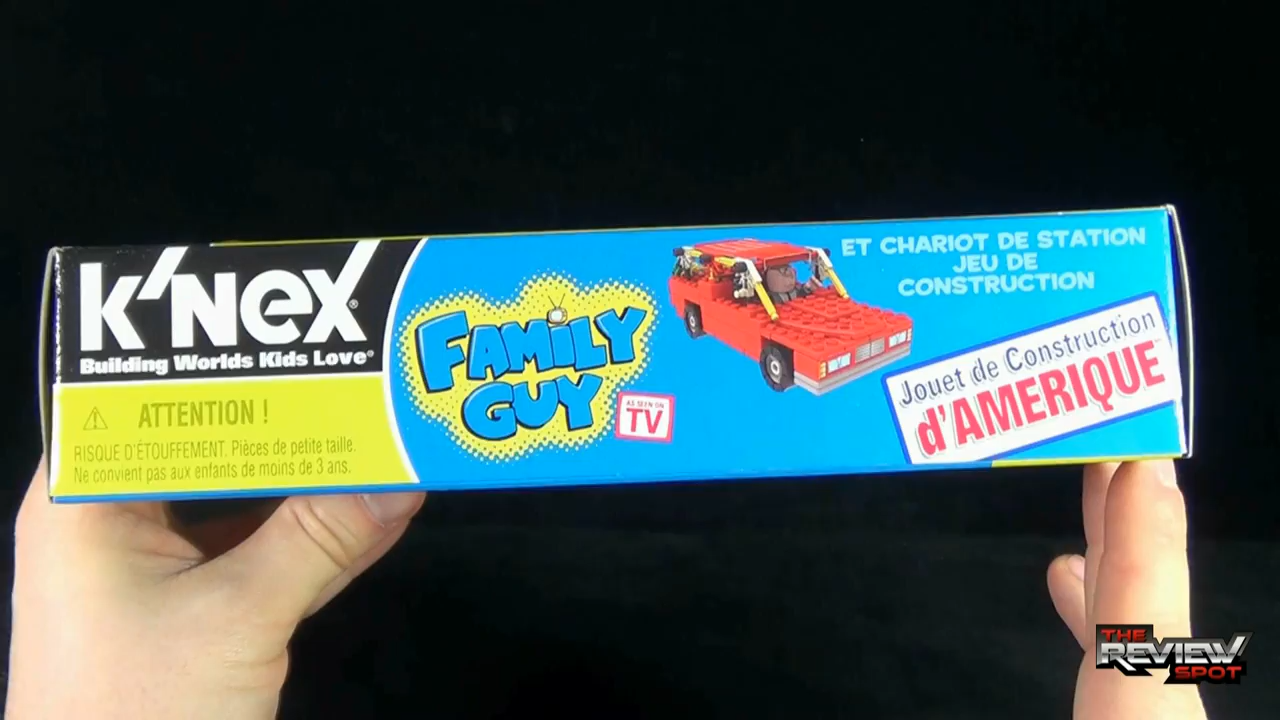 K'NEX®
Building Worlds Kids Love®
ATTENTION !
RISQUE D'ÉTOUFFEMENT. Pièces de petite taille.
Ne convient pas aux enfants de moins de 3 ans.
FAMILY
GUY
AS SEEN ON
TV
ET CHARIOT DE STATION
JEU DE
CONSTRUCTION
Jouet de Construction
d'AMERIQUE
THE
REVIEW
SPOT